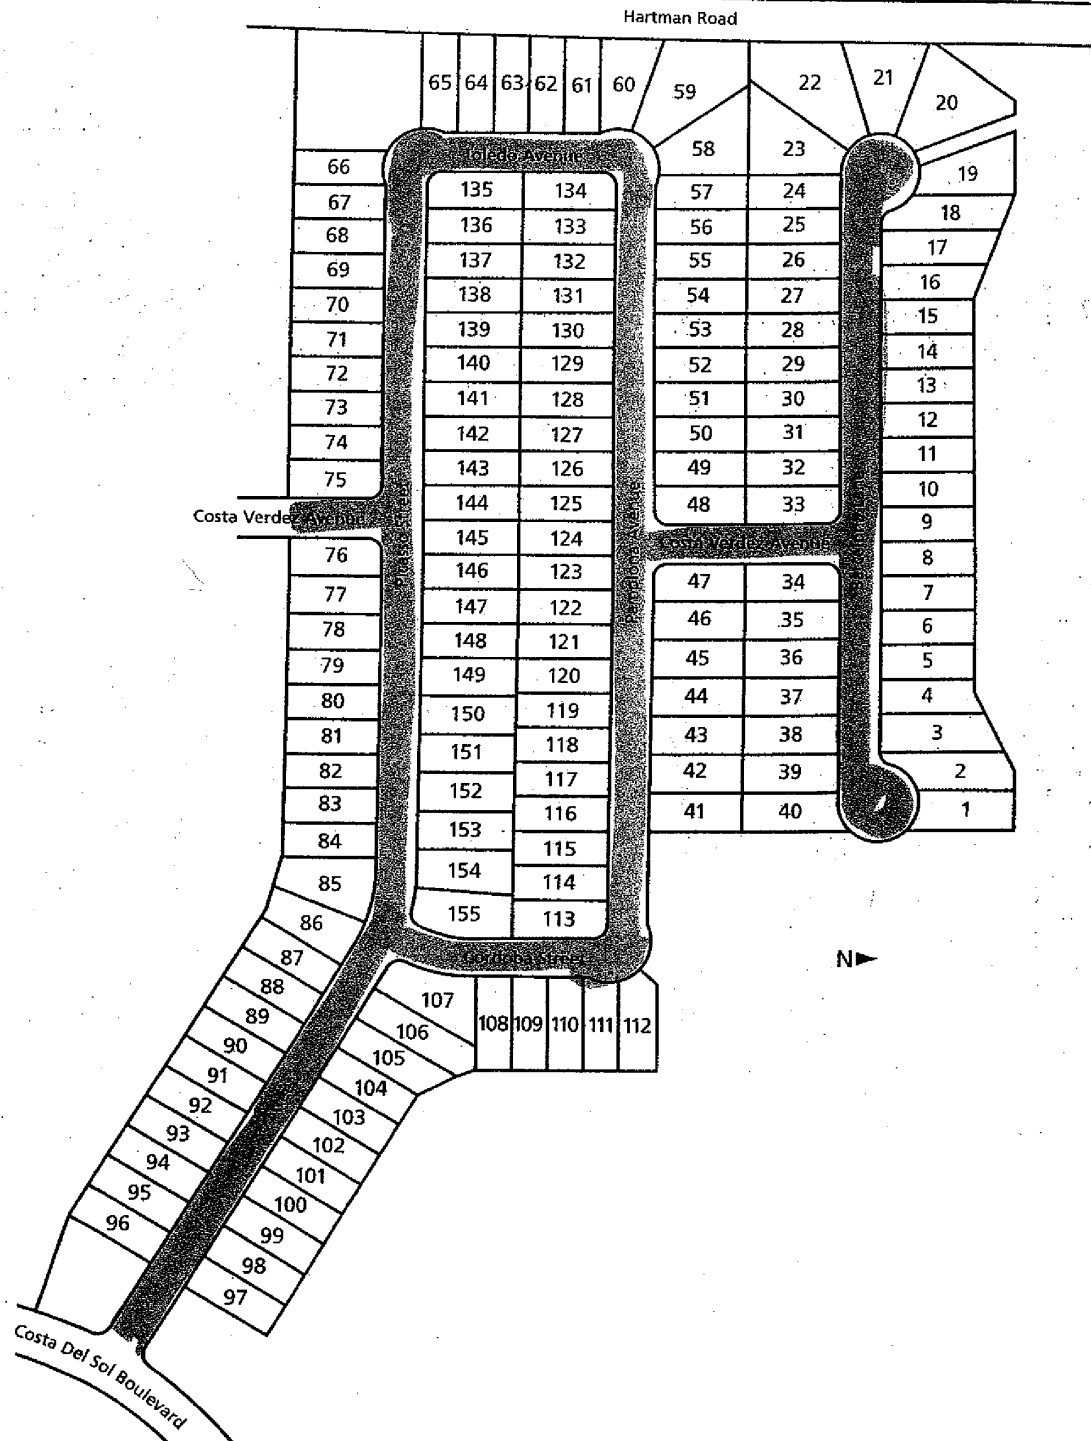 Hartman Road
65 64 63 62 61 60 59 22 21 20
Toledo Avenue
66 135 134 58 23 19
67 136 133 57 24 18
68 137 132 56 25 17
69 138 131 55 26 16
70 139 130 54 27 15
71 140 129 53 28 14
72 141 128 52 29 13
73 142 127 51 30 12
74 143 126 50 31 11
75 144 125 49 32 10
48 33 9
Costa Verdez Avenue
Picasso Street
Costa Verdez Avenue
145 124 8
76 146 123 47 34 7
77 147 122 46 35 6
78 148 121 45 36 5
79 149 120 44 37 4
80 150 119 43 38 3
81 151 118 42 39 2
82 152 117 41 40 1
83 153 116
84 154 115
85 155 114
86 113
Cordoba Street
N
87
88
89
90
91
92
93
94
95
96
107 108 109 110 111 112
106
105
104
103
102
101
100
99
98
97
Costa Del Sol Boulevard